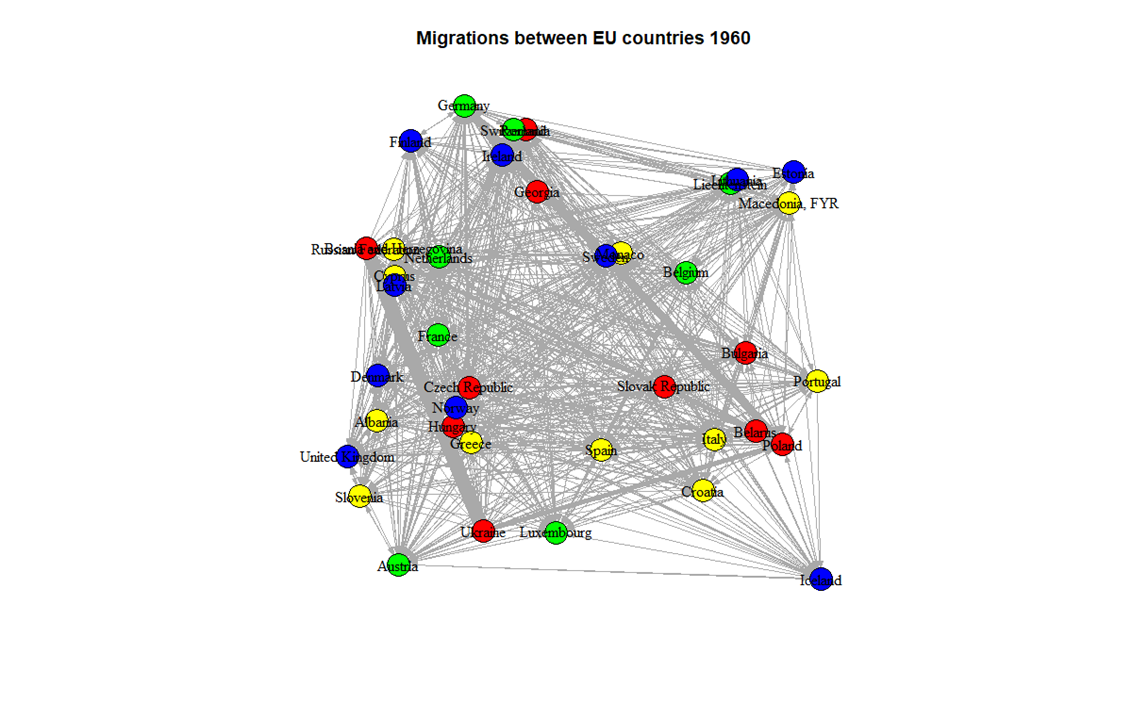 Migrations between EU countries 1960
Germany
Switzerland
Romania
Finland
Ireland
Estonia
Lithuania
Liechtenstein
Georgia
Macedonia, FYR
Russian Federation
Bosnia and Herzegovina
Netherlands
Sweden
Monaco
Belgium
Cyprus
Latvia
France
Bulgaria
Denmark
Czech Republic
Slovak Republic
Portugal
Norway
Albania
Hungary
Greece
Italy
Belarus
Poland
Spain
United Kingdom
Slovenia
Croatia
Ukraine
Luxembourg
Austria
Iceland